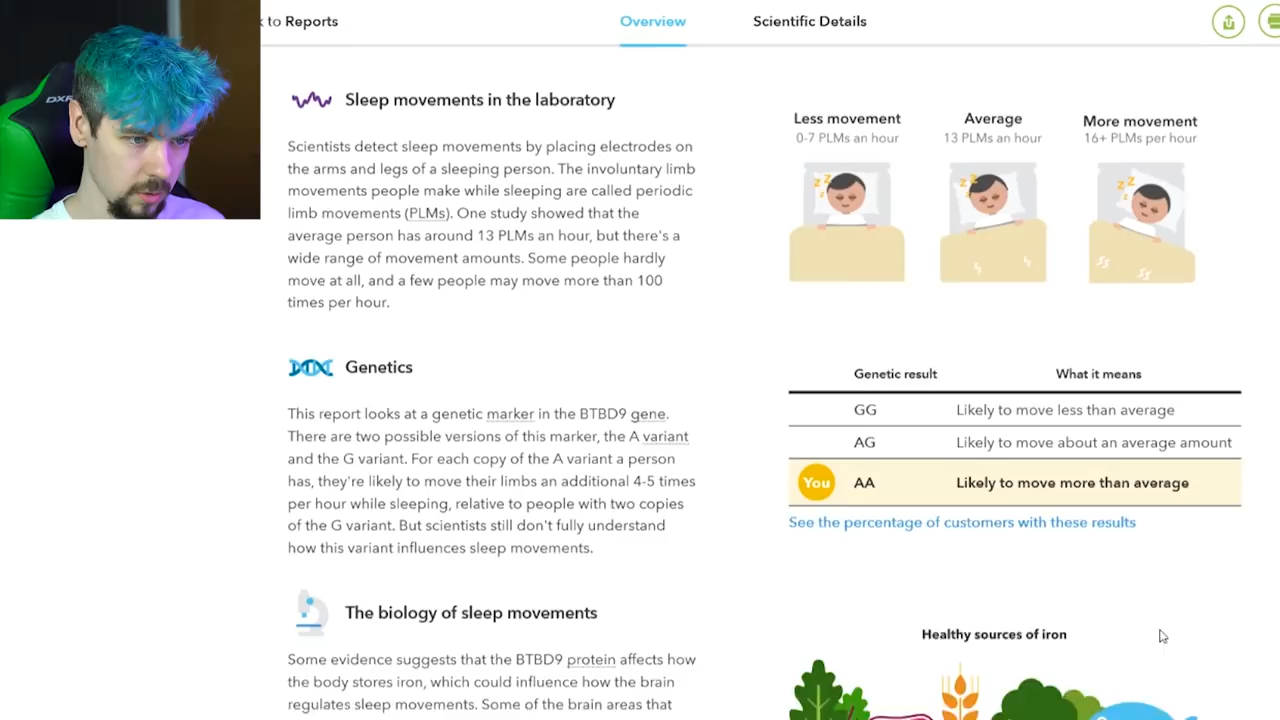 k to Reports
Overview
Scientific Details
DXR
Sleep movements in the laboratory
Scientists detect sleep movements by placing electrodes on
the arms and legs of a sleeping person. The involuntary limb
movements people make while sleeping are called periodic
limb movements (PLMs). One study showed that the
average person has around 13 PLMs an hour, but there's a
wide range of movement amounts. Some people hardly
move at all, and a few people may move more than 100
times per hour.
Less movement
0-7 PLMs an hour
Average
13 PLMs an hour
More movement
16+ PLMs per hour
z z z
z z z
z z z
Genetics
This report looks at a genetic marker in the BTBD9 gene.
There are two possible versions of this marker, the A variant
and the G variant. For each copy of the A variant a person
has, they're likely to move their limbs an additional 4-5 times
per hour while sleeping, relative to people with two copies
of the G variant. But scientists still don't fully understand
how this variant influences sleep movements.
Genetic result What it means
GG Likely to move less than average
AG Likely to move about an average amount
You AA Likely to move more than average
See the percentage of customers with these results
The biology of sleep movements
Some evidence suggests that the BTBD9 protein affects how
the body stores iron, which could influence how the brain
regulates sleep movements. Some of the brain areas that
Healthy sources of iron